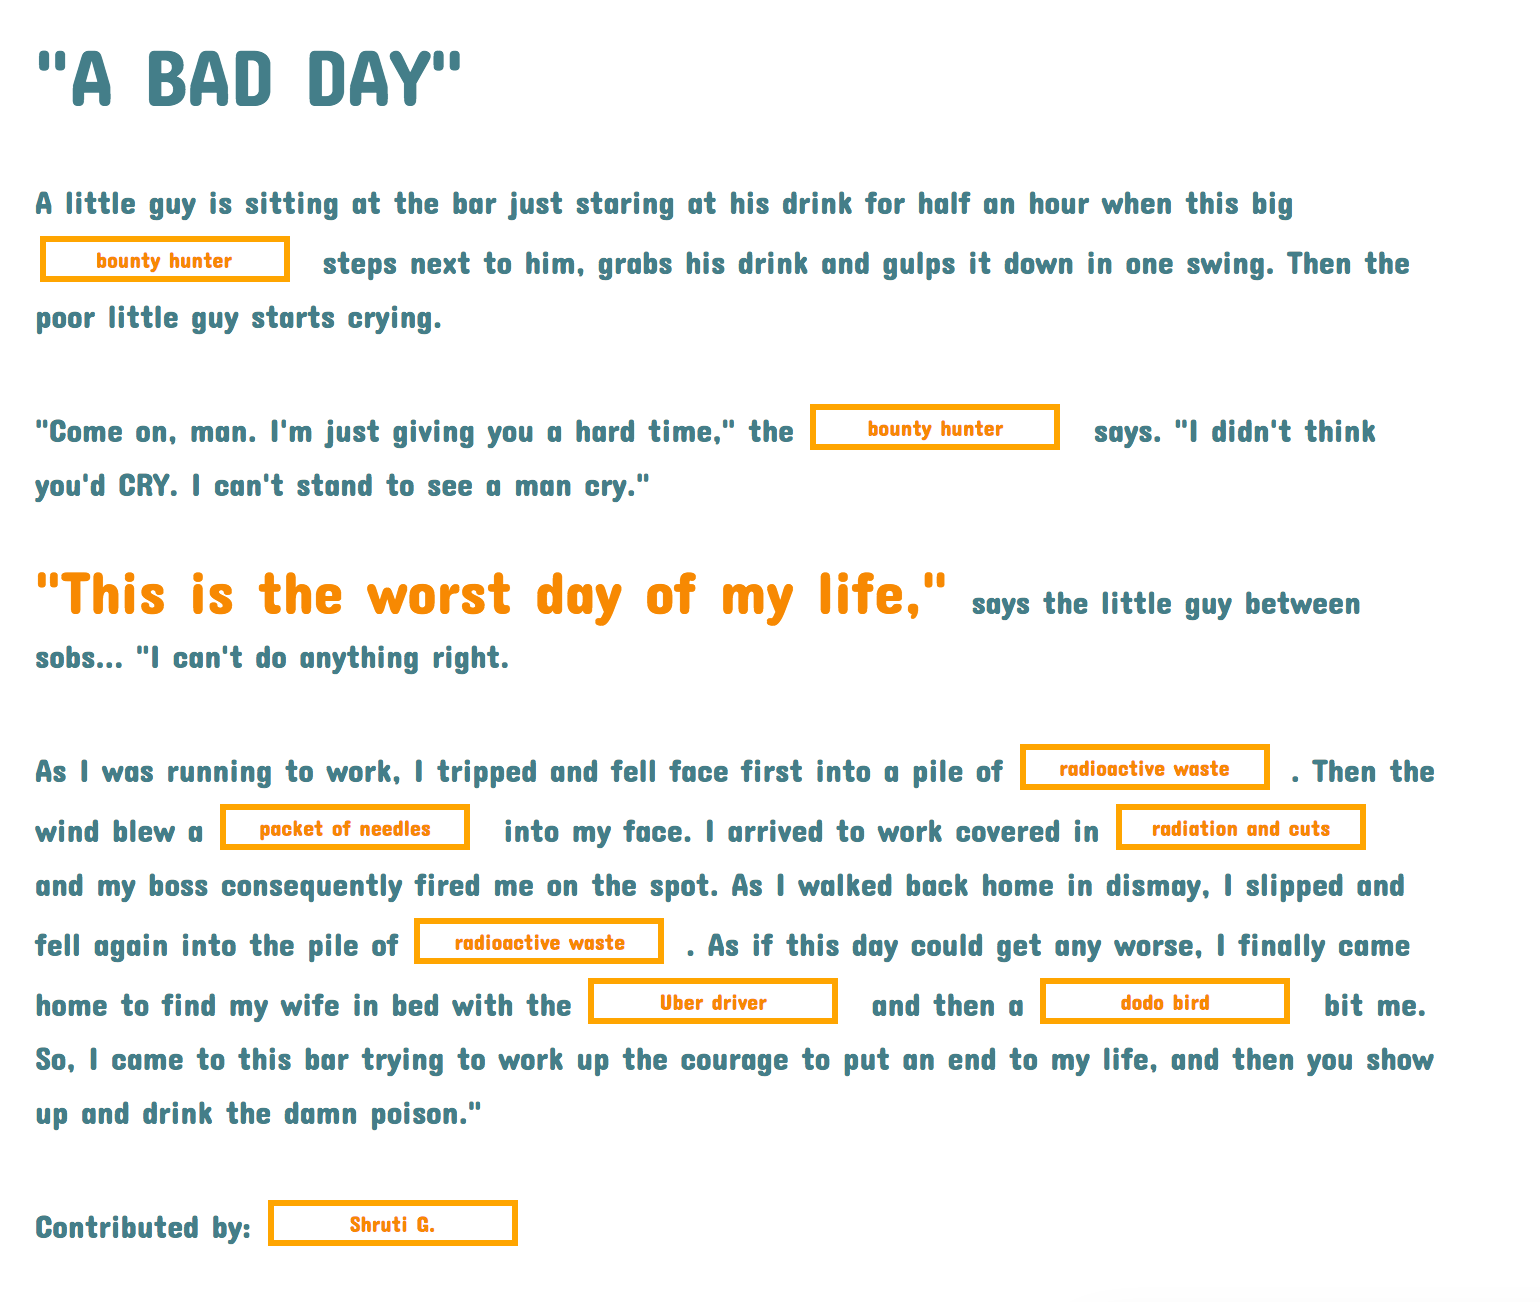 "A BAD DAY"
A little guy is sitting at the bar just staring at his drink for half an hour when this big
bounty hunter steps next to him, grabs his drink and gulps it down in one swing. Then the
poor little guy starts crying.
"Come on, man. I'm just giving you a hard time," the bounty hunter says. "I didn't think
you'd CRY. I can't stand to see a man cry."
"This is the worst day of my life," says the little guy between
sobs... "I can't do anything right.
As I was running to work, I tripped and fell face first into a pile of radioactive waste . Then the
wind blew a packet of needles into my face. I arrived to work covered in radiation and cuts
and my boss consequently fired me on the spot. As I walked back home in dismay, I slipped and
fell again into the pile of radioactive waste . As if this day could get any worse, I finally came
home to find my wife in bed with the Uber driver and then a dodo bird bit me.
So, I came to this bar trying to work up the courage to put an end to my life, and then you show
up and drink the damn poison."
Contributed by: Shruti G.